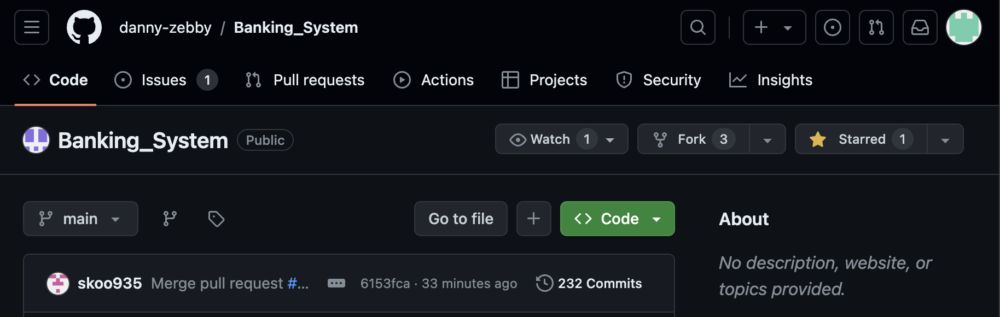 danny-zebby / Banking_System
Code Issues 1 Pull requests Actions Projects Security Insights
Banking_System Public Watch 1 Fork 3 Starred 1
main Go to file Code
About
skoo935 Merge pull request #... 6153fca · 33 minutes ago 232 Commits
No description, website, or
topics provided.